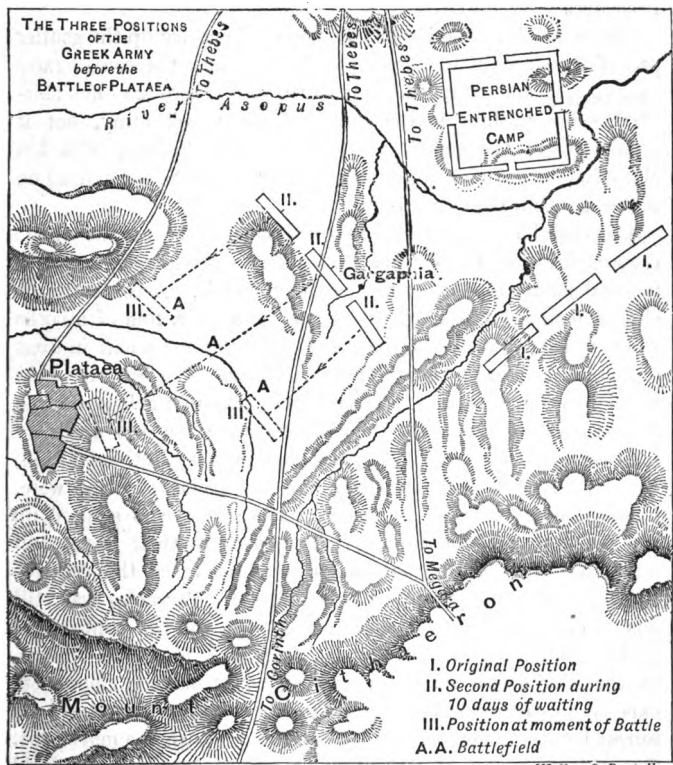 THE THREE POSITIONS
OF THE
GREEK ARMY
before the
BATTLE OF PLATAEA
To Thebes
To Thebes
To Thebes
River Asopus
PERSIAN
ENTRENCHED
CAMP
II.
II.
Gargaphia.
I.
III.
A
II.
I.
A
I.
Plataea
A
III.
III.
To Megara
To Corinth
Mount Cithaeron
I. Original Position
II. Second Position during
10 days of waiting
III. Position at moment of Battle
A.A. Battlefield